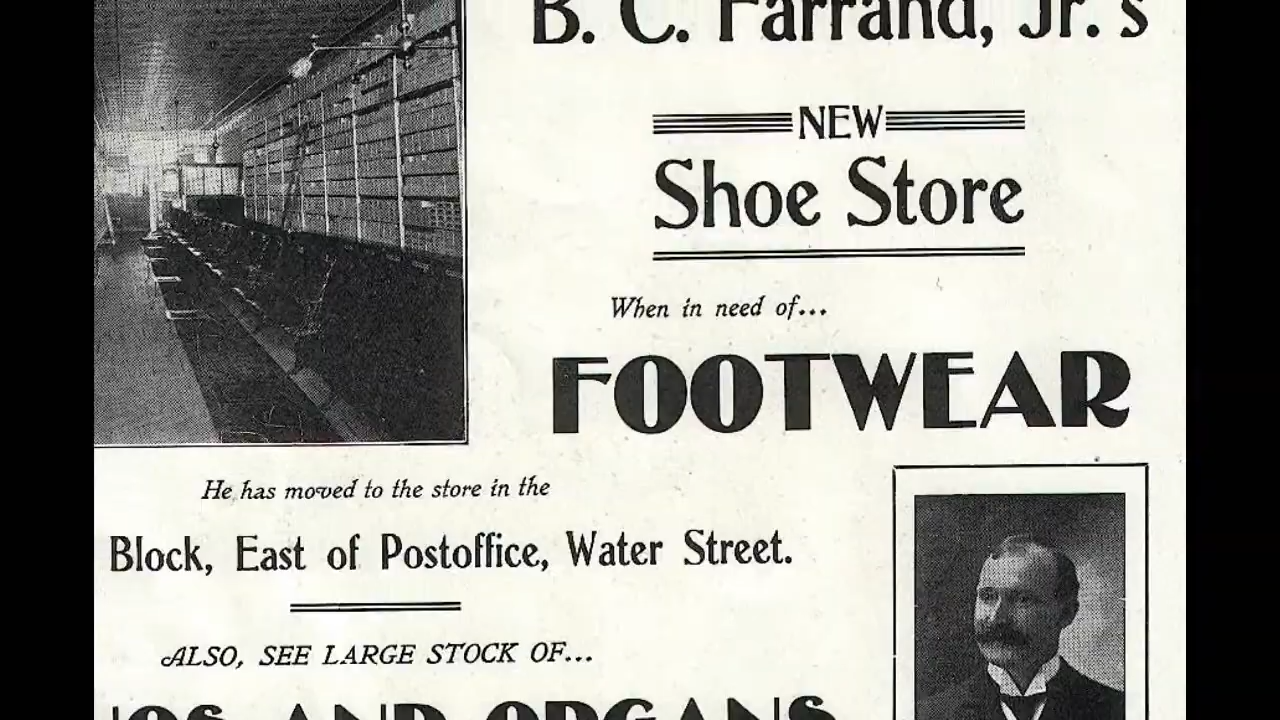 B. C. Farrand, Jr.'s
NEW
Shoe Store
When in need of...
FOOTWEAR
He has moved to the store in the
Block, East of Postoffice, Water Street.
ALSO, SEE LARGE STOCK OF...
AND ORGANS